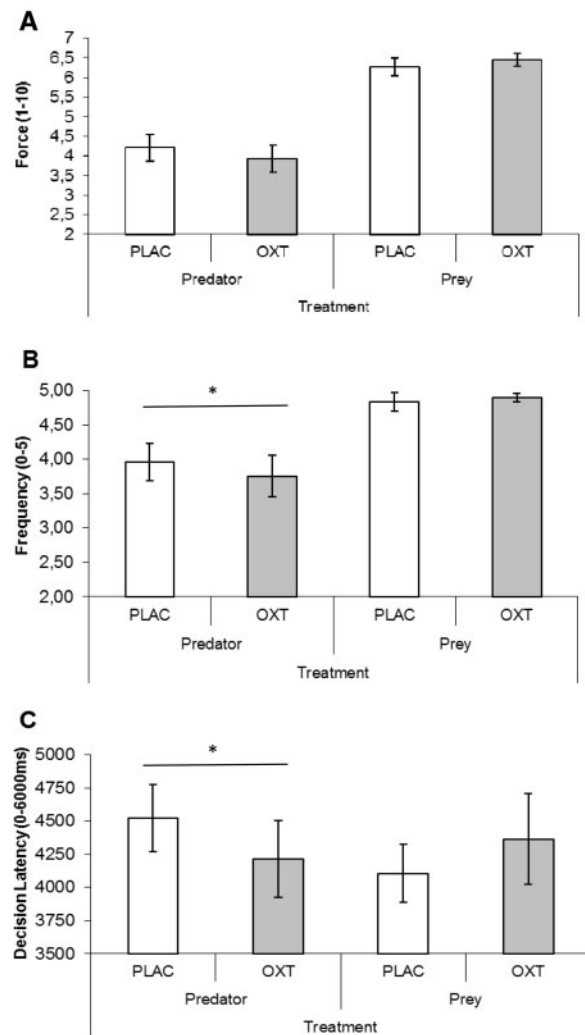 A
Force (1-10)
7
6,5
6
5,5
5
4,5
4
3,5
3
2,5
2
PLAC OXT PLAC OXT
Predator Prey
Treatment
B
Frequency (0-5)
*
5,00
4,50
4,00
3,50
3,00
2,50
2,00
PLAC OXT PLAC OXT
Predator Prey
Treatment
C
Decision Latency (0-6000ms)
*
5000
4750
4500
4250
4000
3750
3500
PLAC OXT PLAC OXT
Predator Prey
Treatment